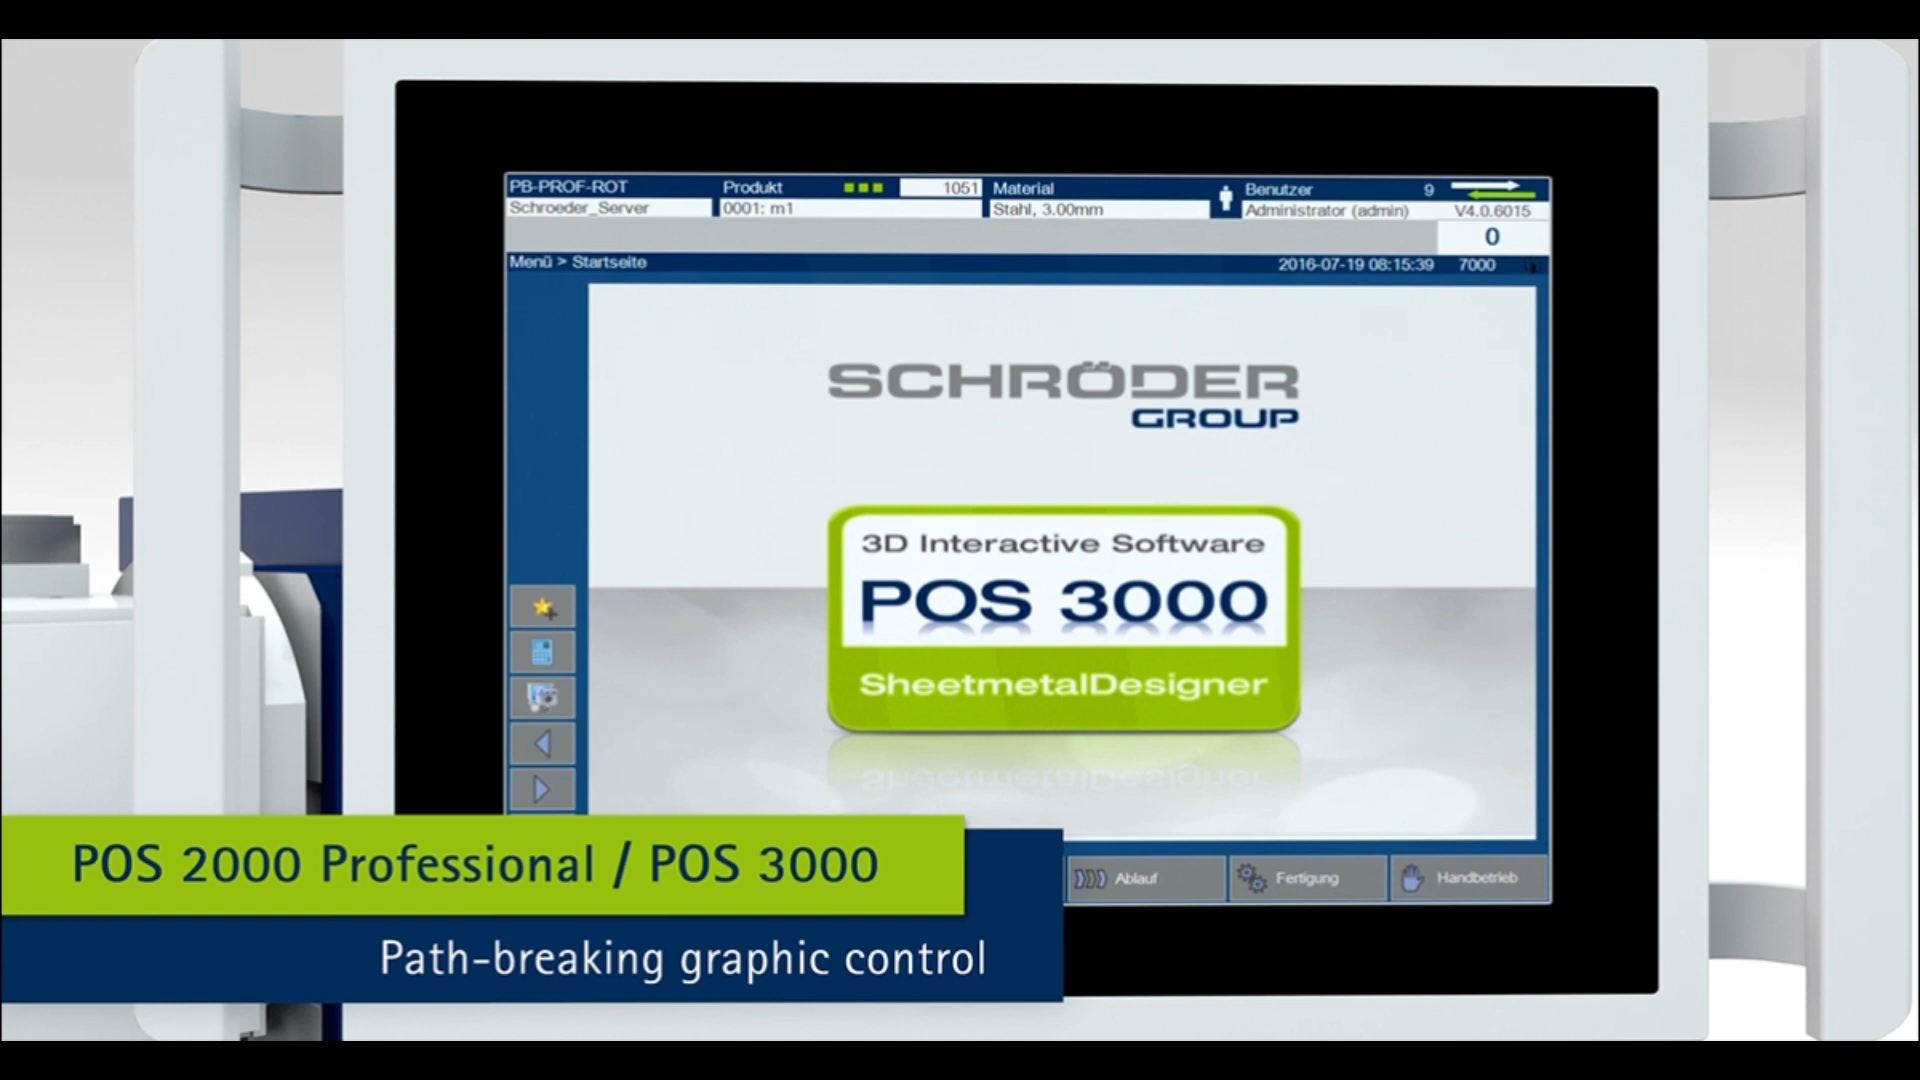 PB-PROF-ROT Produkt 1051 Material Benutzer 9
Schroeder_Server 0001: m1 Stahl, 3.00mm Administrator (admin) V4.0.6015
0
Menü > Startseite 2016-07-19 08:15:39 7000
SCHRÖDER
GROUP
3D Interactive Software
POS 3000
SheetmetalDesigner
SheetmetalDesigner
Ablauf Fertigung Handbetrieb
POS 2000 Professional / POS 3000
Path-breaking graphic control